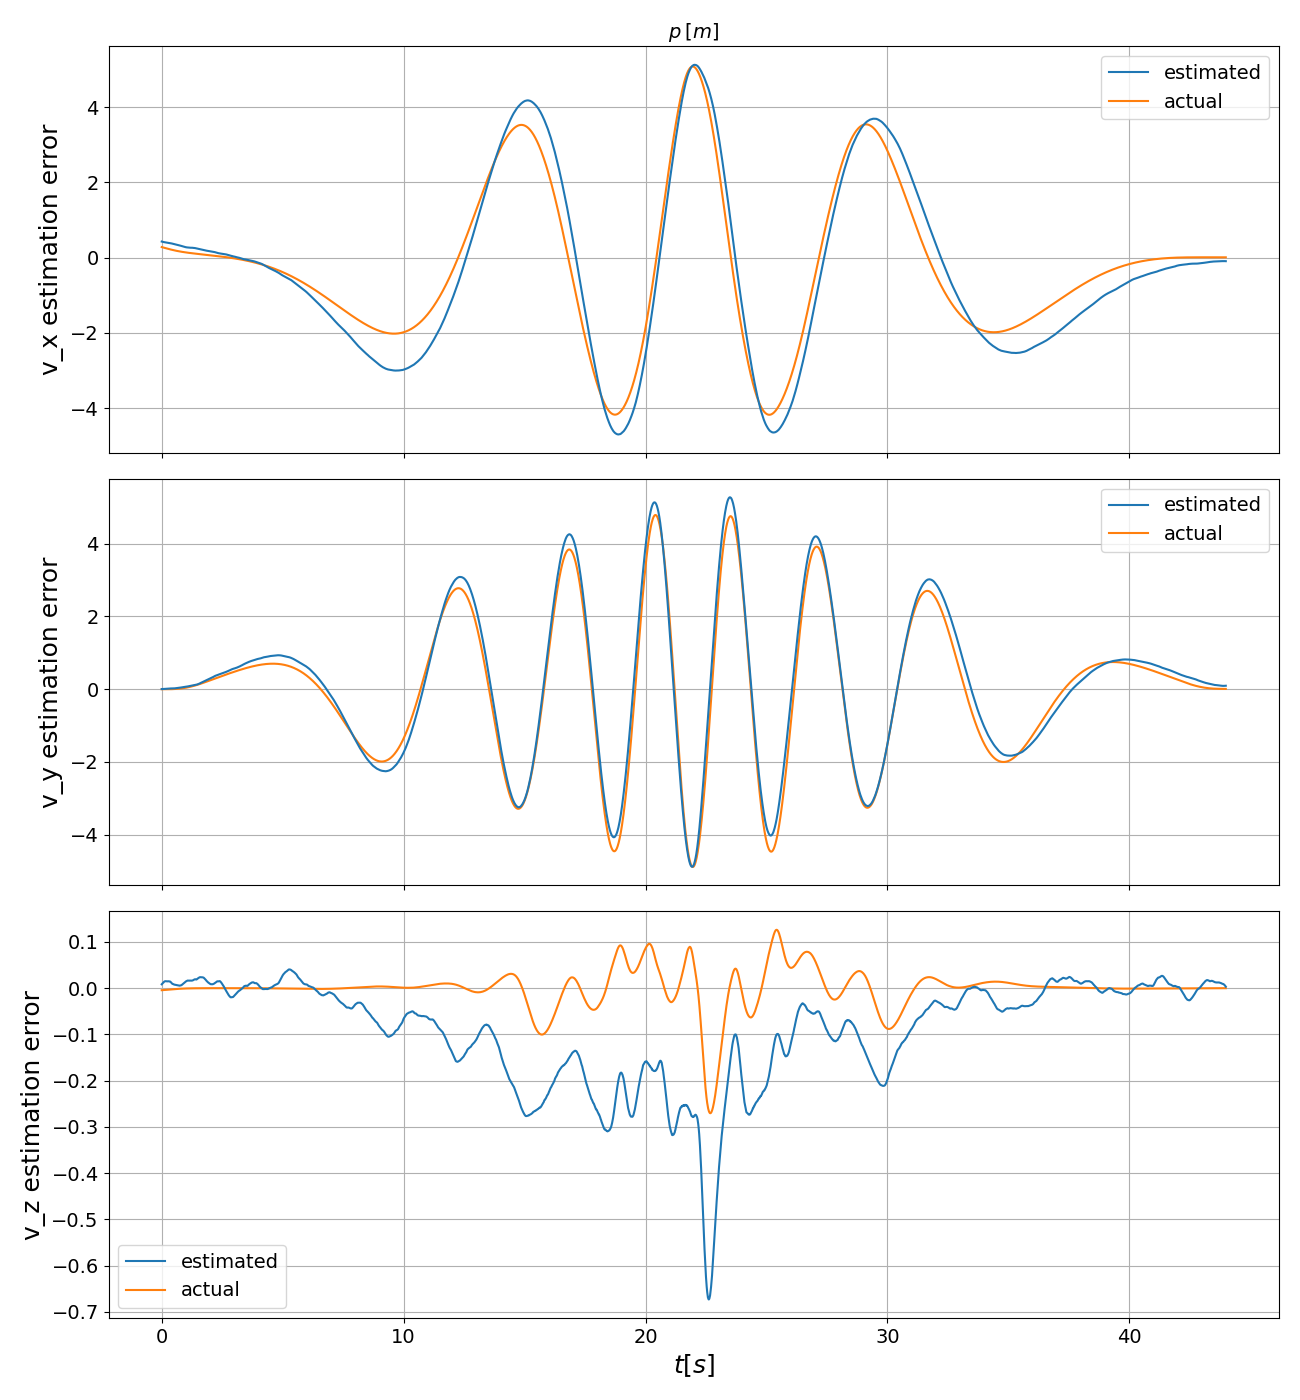 p [m]
v_x estimation error
4
2
0
−2
−4
estimated
actual
v_y estimation error
4
2
0
−2
−4
estimated
actual
v_z estimation error
0.1
0.0
−0.1
−0.2
−0.3
−0.4
−0.5
−0.6
−0.7
estimated
actual
0 10 20 30 40
t[s]